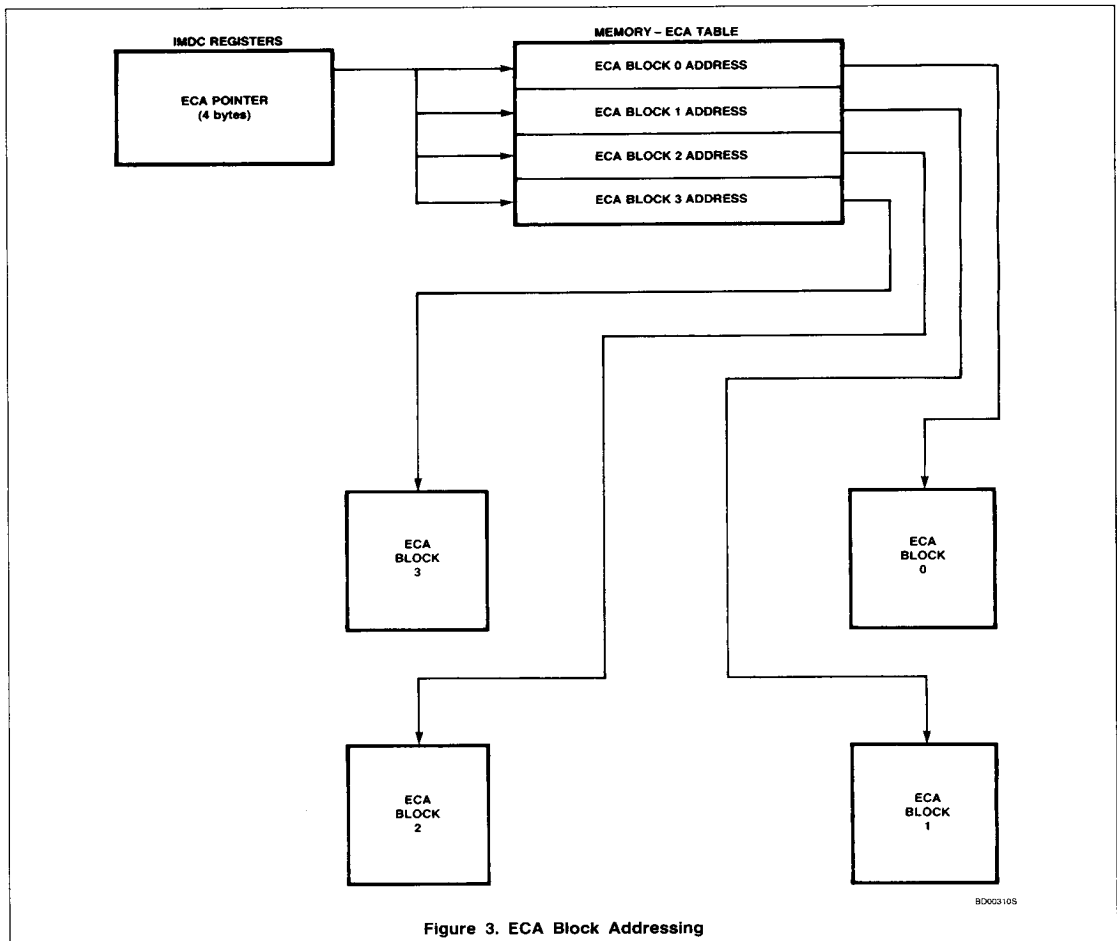 IMDC REGISTERS
ECA POINTER
(4 bytes)
MEMORY – ECA TABLE
ECA BLOCK 0 ADDRESS
ECA BLOCK 1 ADDRESS
ECA BLOCK 2 ADDRESS
ECA BLOCK 3 ADDRESS
ECA
BLOCK
3
ECA
BLOCK
0
ECA
BLOCK
2
ECA
BLOCK
1
BD00310S
Figure 3. ECA Block Addressing